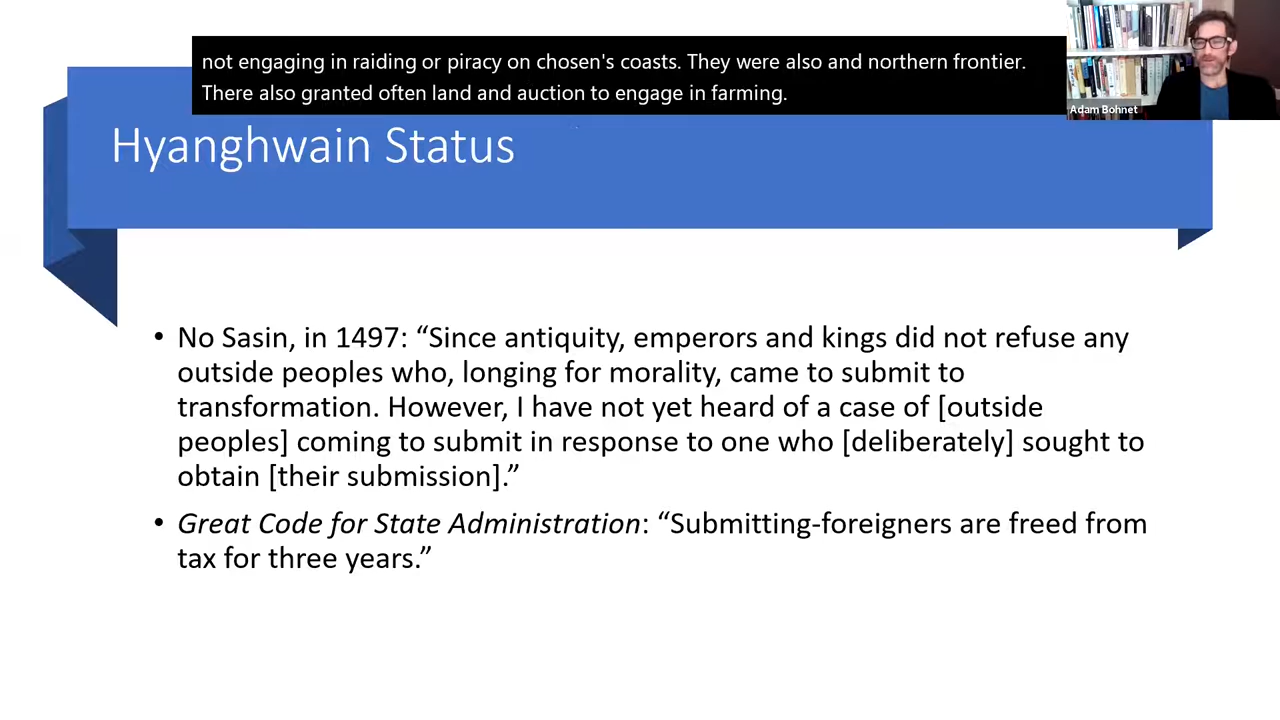 not engaging in raiding or piracy on chosen's coasts. They were also and northern frontier.
There also granted often land and auction to engage in farming.
Adam Bohnet
Hyanghwain Status
• No Sasin, in 1497: “Since antiquity, emperors and kings did not refuse any
outside peoples who, longing for morality, came to submit to
transformation. However, I have not yet heard of a case of [outside
peoples] coming to submit in response to one who [deliberately] sought to
obtain [their submission].”
• Great Code for State Administration: “Submitting-foreigners are freed from
tax for three years.”